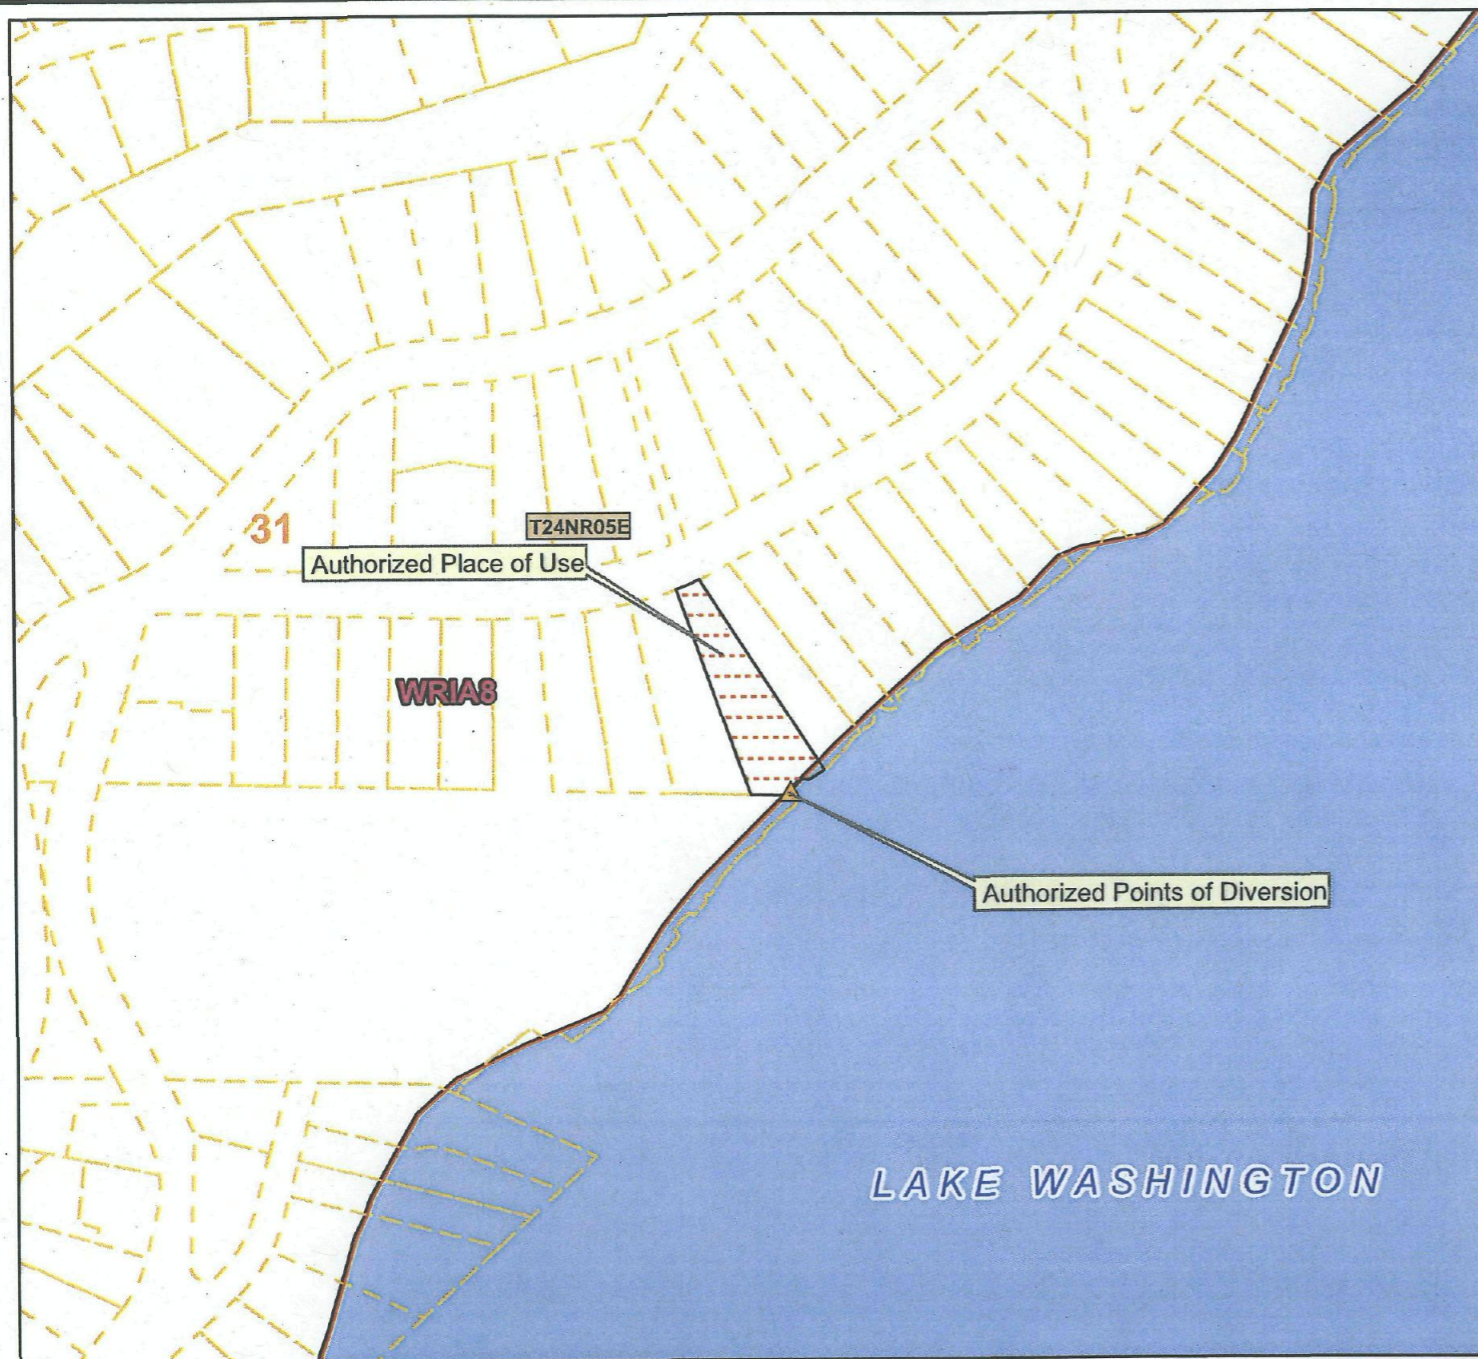 T24NR05E
31
Authorized Place of Use
WRIA8
Authorized Points of Diversion
LAKE WASHINGTON